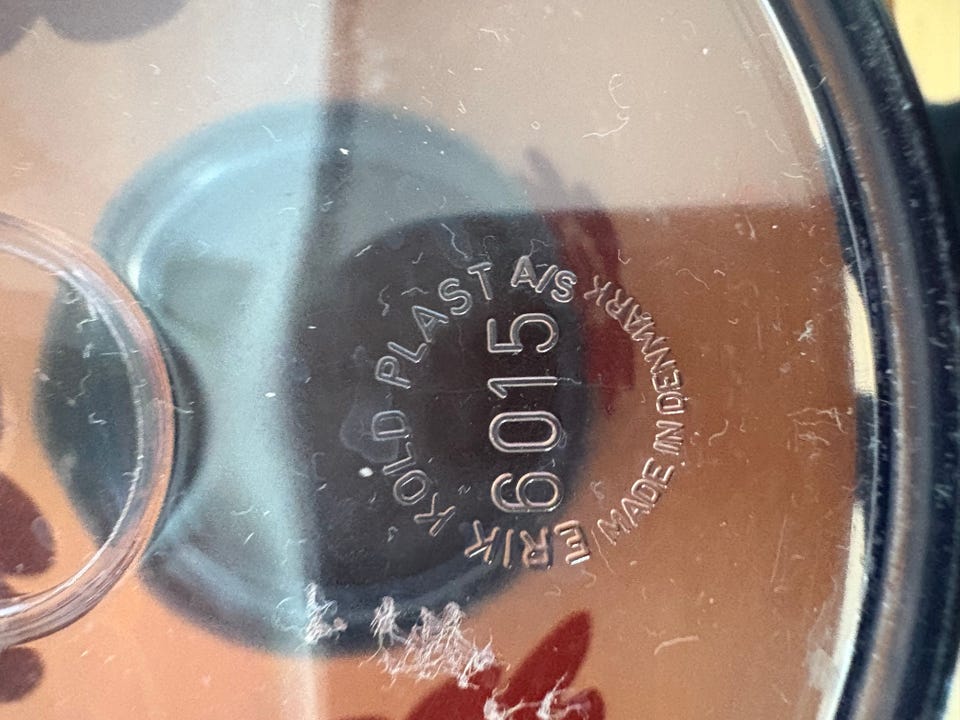 ERIK KOLD PLAST A/S
6015
MADE IN DENMARK